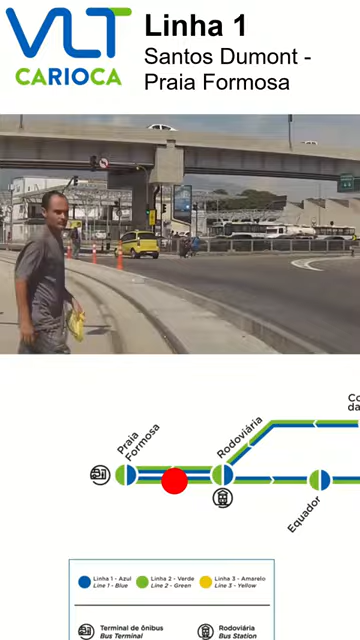 VLT
CARIOCA
Linha 1
Santos Dumont -
Praia Formosa
Praia
Formosa
Rodoviária
Co
da
Equador
Linha 1 - Azul
Line 1 - Blue
Linha 2 - Verde
Line 2 - Green
Linha 3 - Amarelo
Line 3 - Yellow
Terminal de ônibus
Bus Terminal
Rodoviária
Bus Station